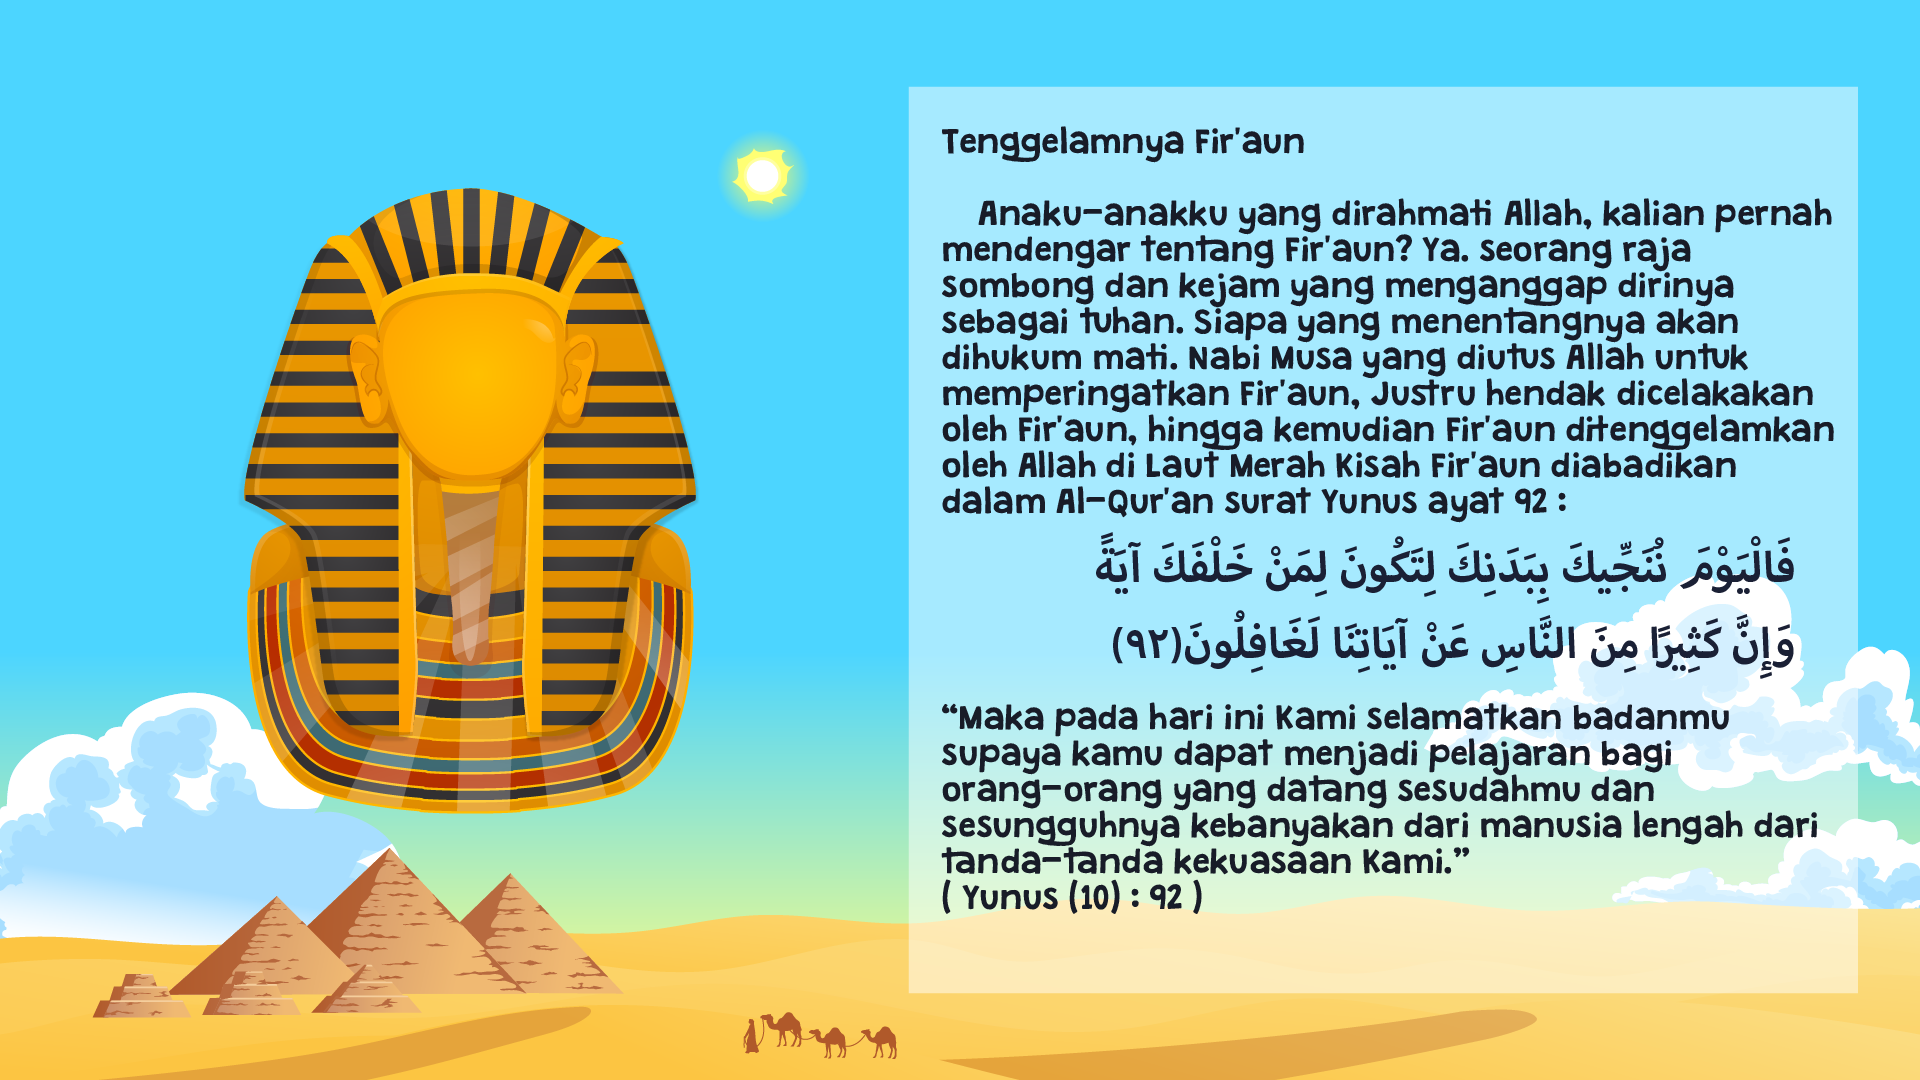 Tenggelamnya Fir'aun
Anaku-anakku yang dirahmati Allah, kalian pernah
mendengar tentang Fir'aun? Ya. Seorang raja
sombong dan kejam yang menganggap dirinya
sebagai tuhan. Siapa yang menentangnya akan
dihukum mati. Nabi Musa yang diutus Allah untuk
memperingatkan Fir'aun, Justru hendak dicelakakan
oleh Fir'aun, hingga kemudian Fir'aun ditenggelamkan
oleh Allah di Laut Merah Kisah Fir'aun diabadikan
dalam Al-Qur'an surat Yunus ayat 92 :
فَالْيَوْمَ نُنَجِّيكَ بِبَدَنِكَ لِتَكُونَ لِمَنْ خَلْفَكَ آيَةً
وَإِنَّ كَثِيرًا مِنَ النَّاسِ عَنْ آيَاتِنَا لَغَافِلُونَ(٩٢)
“Maka pada hari ini Kami selamatkan badanmu
supaya kamu dapat menjadi pelajaran bagi
orang-orang yang datang sesudahmu dan
sesungguhnya kebanyakan dari manusia lengah dari
tanda-tanda kekuasaan Kami.”
( Yunus (10) : 92 )